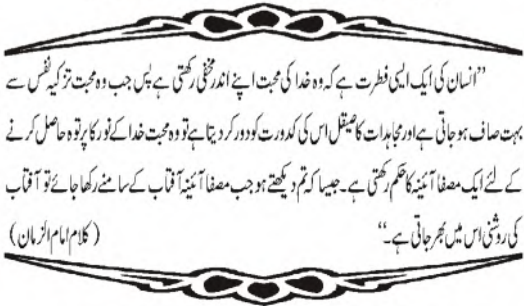 ’’انسان کی ایک ایسی فطرت ہے کہ وہ خدا کی محبت اپنے اندر مخفی رکھتی ہے پس جب وہ محبت تزکیہ نفس سے
بہت صاف ہو جاتی ہے اور مجاہدات کا صیقل اس کی کدورت کو دور کر دیتا ہے تو وہ محبت خدا کے نور کا پر توہ حاصل کرنے
کے لئے ایک مصفا آئینہ کا حکم رکھتی ہے۔ جیسا کہ تم دیکھتے ہو جب مصفا آئینہ آفتاب کے سامنے رکھا جائے تو آفتاب
کی روشنی اس میں بھر جاتی ہے۔‘‘ (کلام امام الزمان)